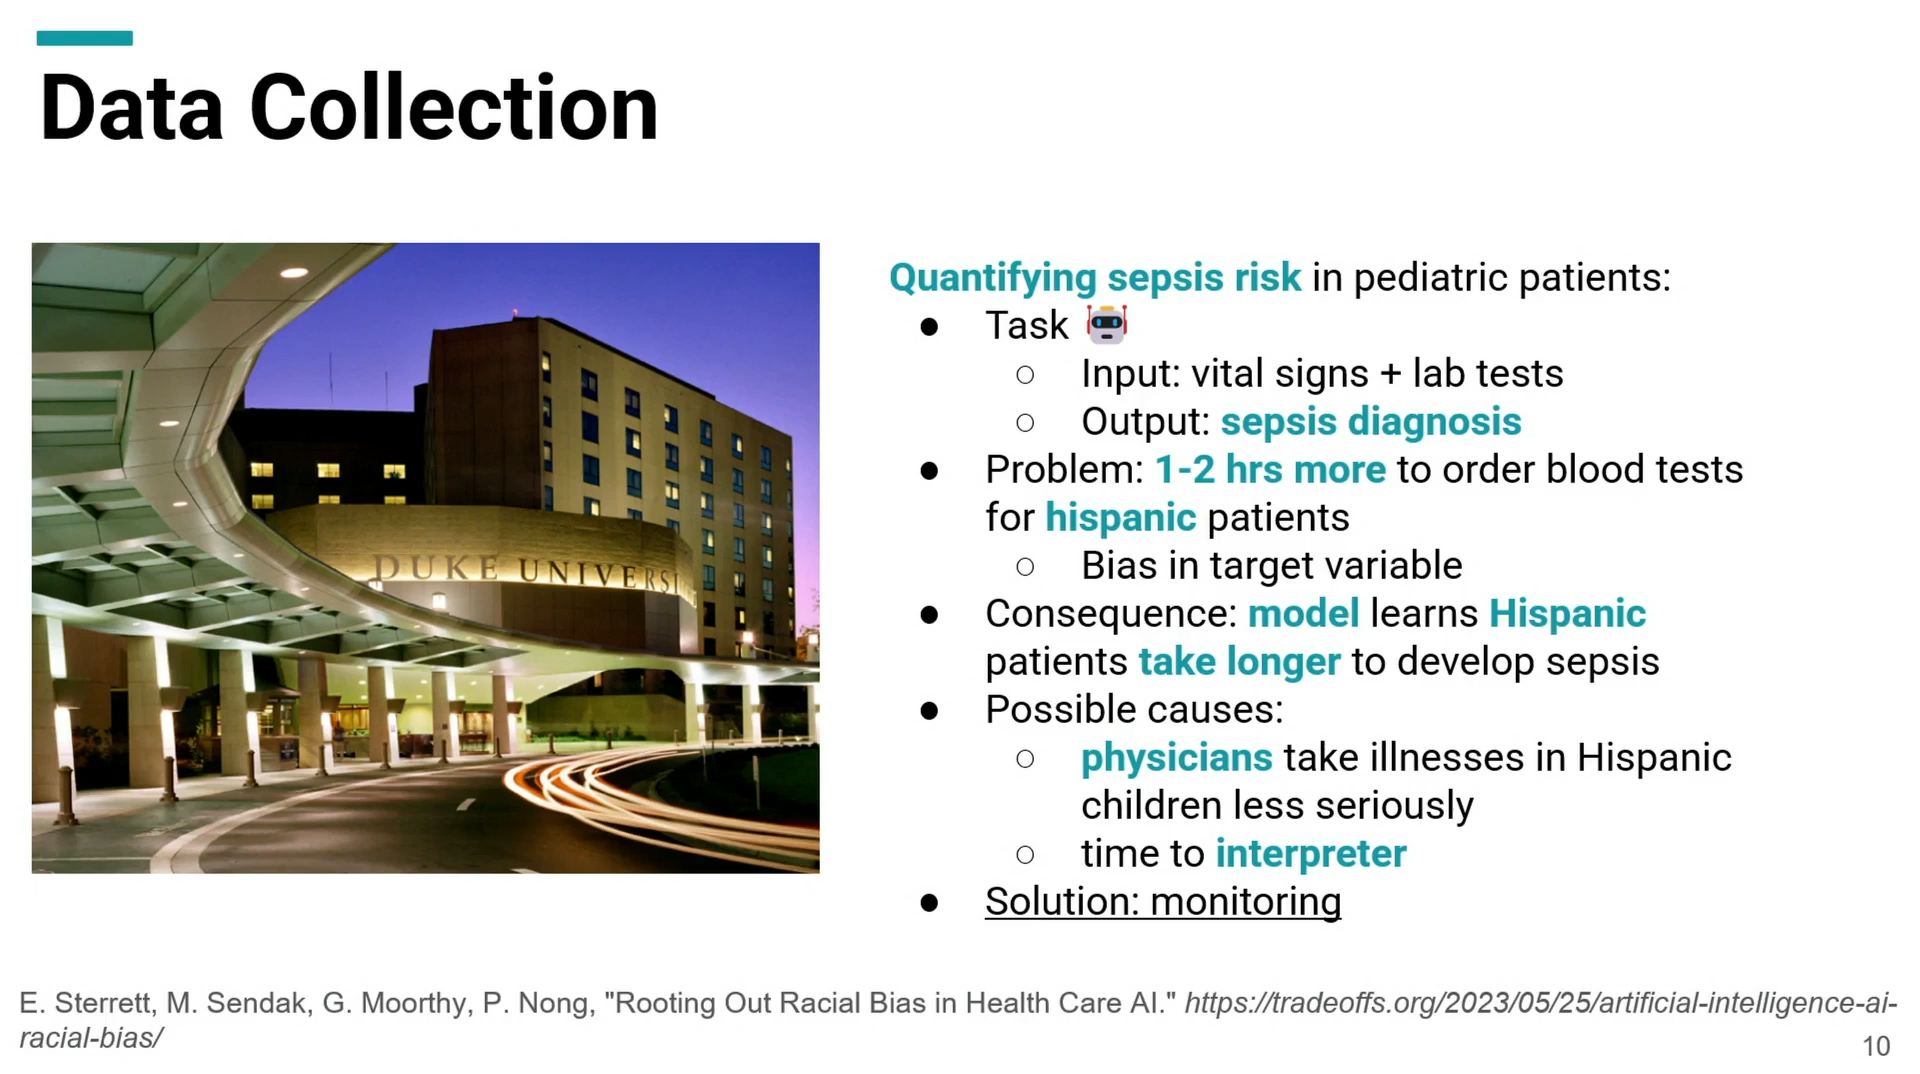 Data Collection
DUKE UNIVERSI
Quantifying sepsis risk in pediatric patients:
● Task 🤖
○ Input: vital signs + lab tests
○ Output: sepsis diagnosis
● Problem: 1-2 hrs more to order blood tests
for hispanic patients
○ Bias in target variable
● Consequence: model learns Hispanic
patients take longer to develop sepsis
● Possible causes:
○ physicians take illnesses in Hispanic
children less seriously
○ time to interpreter
● Solution: monitoring
E. Sterrett, M. Sendak, G. Moorthy, P. Nong, "Rooting Out Racial Bias in Health Care AI." https://tradeoffs.org/2023/05/25/artificial-intelligence-ai-
racial-bias/
10